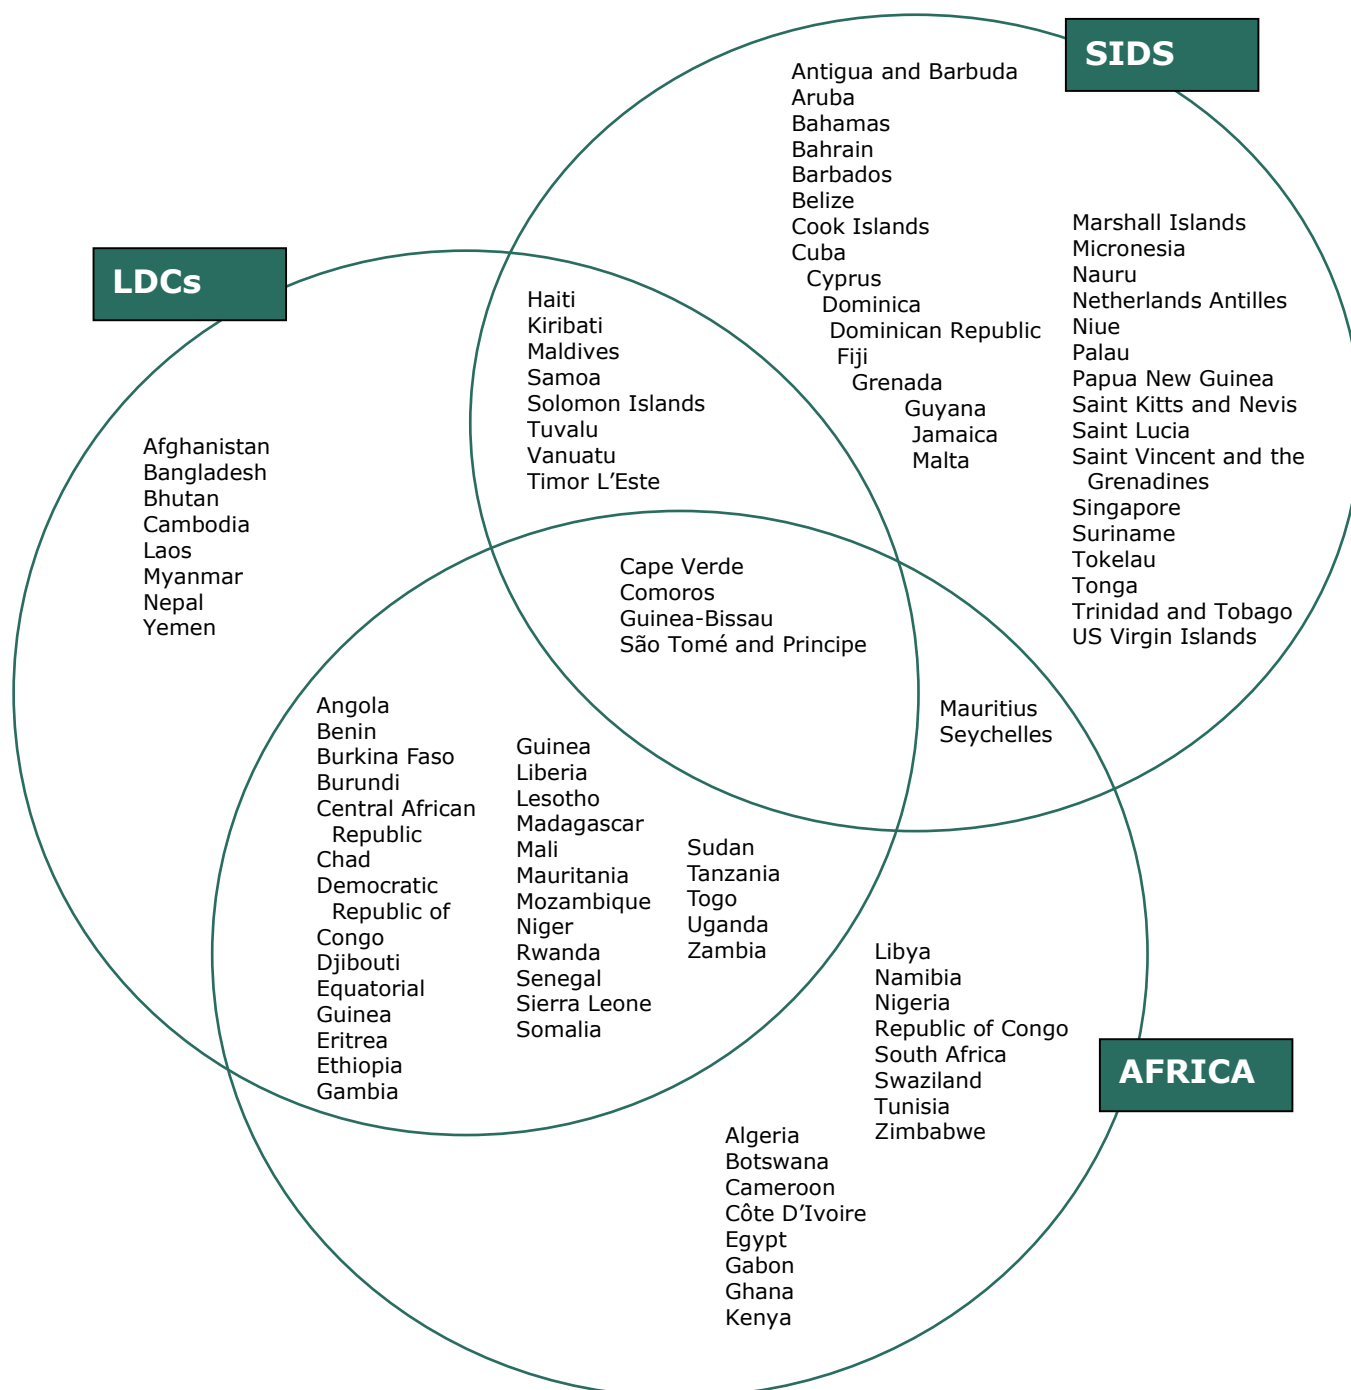 SIDS
Antigua and Barbuda
Aruba
Bahamas
Bahrain
Barbados
Belize
Cook Islands
Cuba
Cyprus
Dominica
Dominican Republic
Fiji
Grenada
Guyana
Jamaica
Malta
Marshall Islands
Micronesia
Nauru
Netherlands Antilles
Niue
Palau
Papua New Guinea
Saint Kitts and Nevis
Saint Lucia
Saint Vincent and the
Grenadines
Singapore
Suriname
Tokelau
Tonga
Trinidad and Tobago
US Virgin Islands
LDCs
Haiti
Kiribati
Maldives
Samoa
Solomon Islands
Tuvalu
Vanuatu
Timor L’Este
Afghanistan
Bangladesh
Bhutan
Cambodia
Laos
Myanmar
Nepal
Yemen
Cape Verde
Comoros
Guinea-Bissau
São Tomé and Principe
Mauritius
Seychelles
Angola
Benin
Burkina Faso
Burundi
Central African
Republic
Chad
Democratic
Republic of
Congo
Djibouti
Equatorial
Guinea
Eritrea
Ethiopia
Gambia
Guinea
Liberia
Lesotho
Madagascar
Mali
Mauritania
Mozambique
Niger
Rwanda
Senegal
Sierra Leone
Somalia
Sudan
Tanzania
Togo
Uganda
Zambia
Libya
Namibia
Nigeria
Republic of Congo
South Africa
Swaziland
Tunisia
Zimbabwe
AFRICA
Algeria
Botswana
Cameroon
Côte D’Ivoire
Egypt
Gabon
Ghana
Kenya